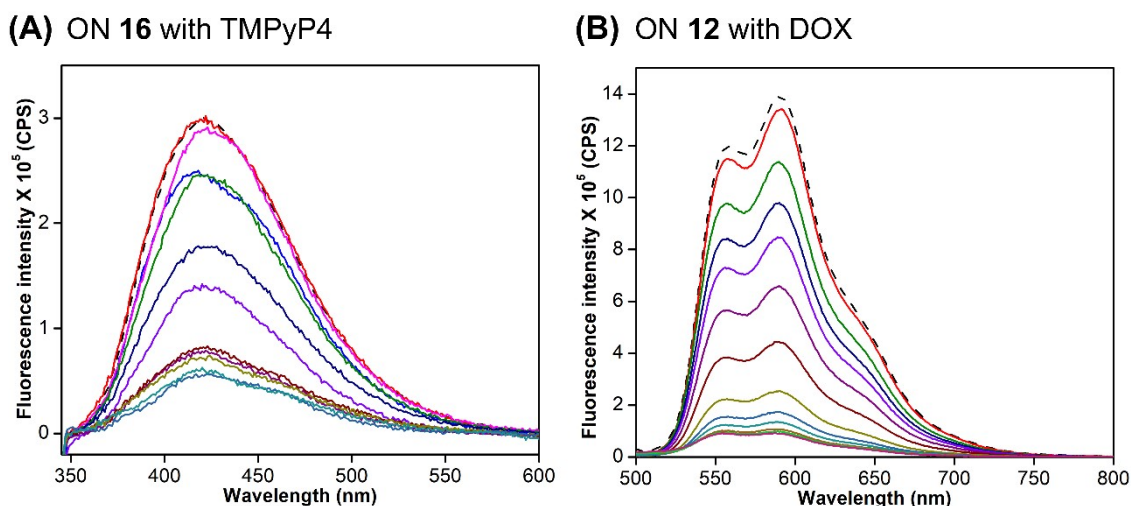 (A) ON 16 with TMPyP4
Fluorescence intensity X 10⁵ (CPS)
3
2
1
0
350 400 450 500 550 600
Wavelength (nm)
(B) ON 12 with DOX
Fluorescence intensity X 10⁵ (CPS)
14
12
10
8
6
4
2
0
500 550 600 650 700 750 800
Wavelength (nm)